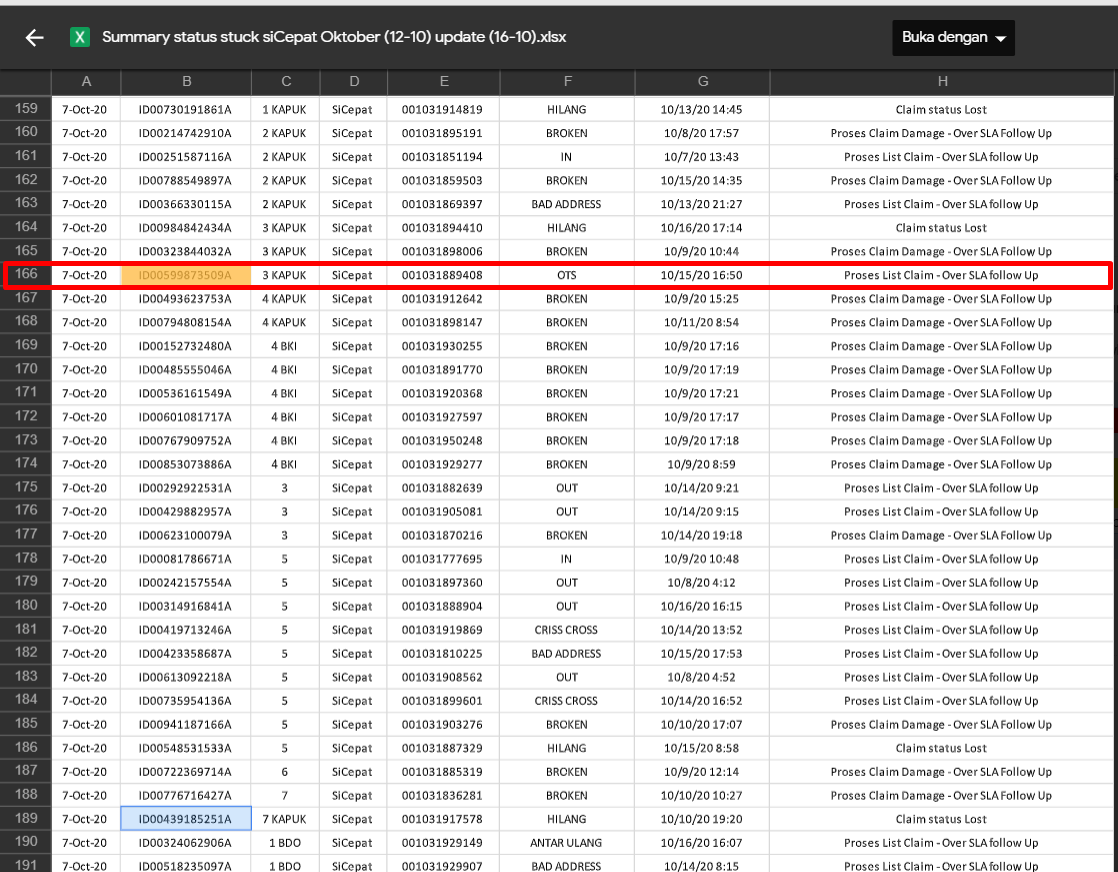 X Summary status stuck siCepat Oktober (12-10) update (16-10).xlsx Buka dengan
A B C D E F G H
159 7-Oct-20 ID00730191861A 1 KAPUK SiCepat 001031914819 HILANG 10/13/20 14:45 Claim status Lost
160 7-Oct-20 ID00214742910A 2 KAPUK SiCepat 001031895191 BROKEN 10/8/20 17:57 Proses Claim Damage - Over SLA Follow Up
161 7-Oct-20 ID00251587116A 2 KAPUK SiCepat 001031851194 IN 10/7/20 13:43 Proses List Claim - Over SLA follow Up
162 7-Oct-20 ID00788549897A 2 KAPUK SiCepat 001031859503 BROKEN 10/15/20 14:35 Proses Claim Damage - Over SLA Follow Up
163 7-Oct-20 ID00366330115A 2 KAPUK SiCepat 001031869397 BAD ADDRESS 10/13/20 21:27 Proses List Claim - Over SLA follow Up
164 7-Oct-20 ID00984842434A 3 KAPUK SiCepat 001031894410 HILANG 10/16/20 17:14 Claim status Lost
165 7-Oct-20 ID00323844032A 3 KAPUK SiCepat 001031898006 BROKEN 10/9/20 10:44 Proses Claim Damage - Over SLA Follow Up
166 7-Oct-20 ID00599873509A 3 KAPUK SiCepat 001031889408 OTS 10/15/20 16:50 Proses List Claim - Over SLA follow Up
167 7-Oct-20 ID00493623753A 4 KAPUK SiCepat 001031912642 BROKEN 10/9/20 15:25 Proses Claim Damage - Over SLA Follow Up
168 7-Oct-20 ID00794808154A 4 KAPUK SiCepat 001031898147 BROKEN 10/11/20 8:54 Proses Claim Damage - Over SLA Follow Up
169 7-Oct-20 ID00152732480A 4 BKI SiCepat 001031930255 BROKEN 10/9/20 17:16 Proses Claim Damage - Over SLA Follow Up
170 7-Oct-20 ID00485555046A 4 BKI SiCepat 001031891770 BROKEN 10/9/20 17:19 Proses Claim Damage - Over SLA Follow Up
171 7-Oct-20 ID00536161549A 4 BKI SiCepat 001031920368 BROKEN 10/9/20 17:21 Proses Claim Damage - Over SLA Follow Up
172 7-Oct-20 ID00601081717A 4 BKI SiCepat 001031927597 BROKEN 10/9/20 17:17 Proses Claim Damage - Over SLA Follow Up
173 7-Oct-20 ID00767909752A 4 BKI SiCepat 001031950248 BROKEN 10/9/20 17:18 Proses Claim Damage - Over SLA Follow Up
174 7-Oct-20 ID00853073886A 4 BKI SiCepat 001031929277 BROKEN 10/9/20 8:59 Proses Claim Damage - Over SLA Follow Up
175 7-Oct-20 ID00292922531A 3 SiCepat 001031882639 OUT 10/14/20 9:21 Proses List Claim - Over SLA follow Up
176 7-Oct-20 ID00429882957A 3 SiCepat 001031905081 OUT 10/14/20 9:15 Proses List Claim - Over SLA follow Up
177 7-Oct-20 ID00623100079A 3 SiCepat 001031870216 BROKEN 10/14/20 19:18 Proses Claim Damage - Over SLA Follow Up
178 7-Oct-20 ID00081786671A 5 SiCepat 001031777695 IN 10/9/20 10:48 Proses List Claim - Over SLA follow Up
179 7-Oct-20 ID00242157554A 5 SiCepat 001031897360 OUT 10/8/20 4:12 Proses List Claim - Over SLA follow Up
180 7-Oct-20 ID00314916841A 5 SiCepat 001031888904 OUT 10/16/20 16:15 Proses List Claim - Over SLA follow Up
181 7-Oct-20 ID00419713246A 5 SiCepat 001031919869 CRISS CROSS 10/14/20 13:52 Proses List Claim - Over SLA follow Up
182 7-Oct-20 ID00423358687A 5 SiCepat 001031810225 BAD ADDRESS 10/15/20 17:53 Proses List Claim - Over SLA follow Up
183 7-Oct-20 ID00613092218A 5 SiCepat 001031908562 OUT 10/8/20 4:52 Proses List Claim - Over SLA follow Up
184 7-Oct-20 ID00735954136A 5 SiCepat 001031899601 CRISS CROSS 10/14/20 16:52 Proses List Claim - Over SLA follow Up
185 7-Oct-20 ID00941187166A 5 SiCepat 001031903276 BROKEN 10/10/20 17:07 Proses Claim Damage - Over SLA Follow Up
186 7-Oct-20 ID00548531533A 5 SiCepat 001031887329 HILANG 10/15/20 8:58 Claim status Lost
187 7-Oct-20 ID00722369714A 6 SiCepat 001031885319 BROKEN 10/9/20 12:14 Proses Claim Damage - Over SLA Follow Up
188 7-Oct-20 ID00776716427A 7 SiCepat 001031836281 BROKEN 10/10/20 10:27 Proses Claim Damage - Over SLA Follow Up
189 7-Oct-20 ID00439185251A 7 KAPUK SiCepat 001031917578 HILANG 10/10/20 19:20 Claim status Lost
190 7-Oct-20 ID00324062906A 1 BDO SiCepat 001031929149 ANTAR ULANG 10/16/20 16:07 Proses List Claim - Over SLA follow Up
191 7-Oct-20 ID00518235097A 1 BDO SiCepat 001031929907 BAD ADDRESS 10/14/20 8:15 Proses List Claim - Over SLA follow Up